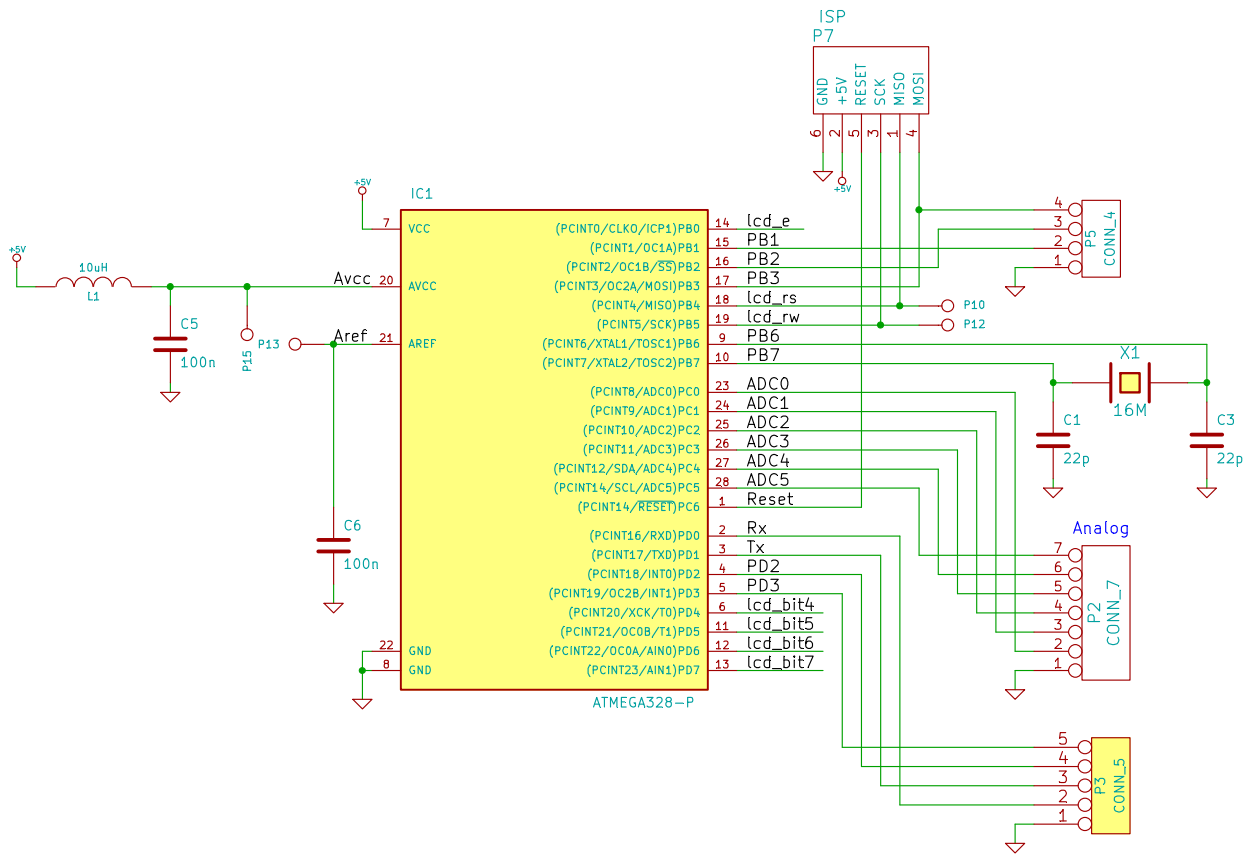 ISP
P7
GND
+5V
RESET
SCK
MISO
MOSI
6
2
5
3
1
4
+5V
+5V
IC1
7
VCC
(PCINT0/CLKO/ICP1)PB0
14
lcd_e
(PCINT1/OC1A)PB1
15
PB1
(PCINT2/OC1B/SS)PB2
16
PB2
(PCINT3/OC2A/MOSI)PB3
17
PB3
(PCINT4/MISO)PB4
18
lcd_rs
P10
(PCINT5/SCK)PB5
19
lcd_rw
P12
(PCINT6/XTAL1/TOSC1)PB6
9
PB6
(PCINT7/XTAL2/TOSC2)PB7
10
PB7
(PCINT8/ADC0)PC0
23
ADC0
(PCINT9/ADC1)PC1
24
ADC1
(PCINT10/ADC2)PC2
25
ADC2
(PCINT11/ADC3)PC3
26
ADC3
(PCINT12/SDA/ADC4)PC4
27
ADC4
(PCINT14/SCL/ADC5)PC5
28
ADC5
(PCINT14/RESET)PC6
1
Reset
(PCINT16/RXD)PD0
2
Rx
(PCINT17/TXD)PD1
3
Tx
(PCINT18/INT0)PD2
4
PD2
(PCINT19/OC2B/INT1)PD3
5
PD3
(PCINT20/XCK/T0)PD4
6
lcd_bit4
(PCINT21/OC0B/T1)PD5
11
lcd_bit5
(PCINT22/OC0A/AIN0)PD6
12
lcd_bit6
(PCINT23/AIN1)PD7
13
lcd_bit7
+5V
10uH
L1
Avcc
20
AVCC
C5
100n
P15
P13
Aref
21
AREF
C6
100n
22
GND
8
GND
ATMEGA328-P
4
3
2
1
P5
CONN_4
X1
16M
C1
22p
C3
22p
Analog
7
6
5
4
3
2
1
P2
CONN_7
5
4
3
2
1
P3
CONN_5